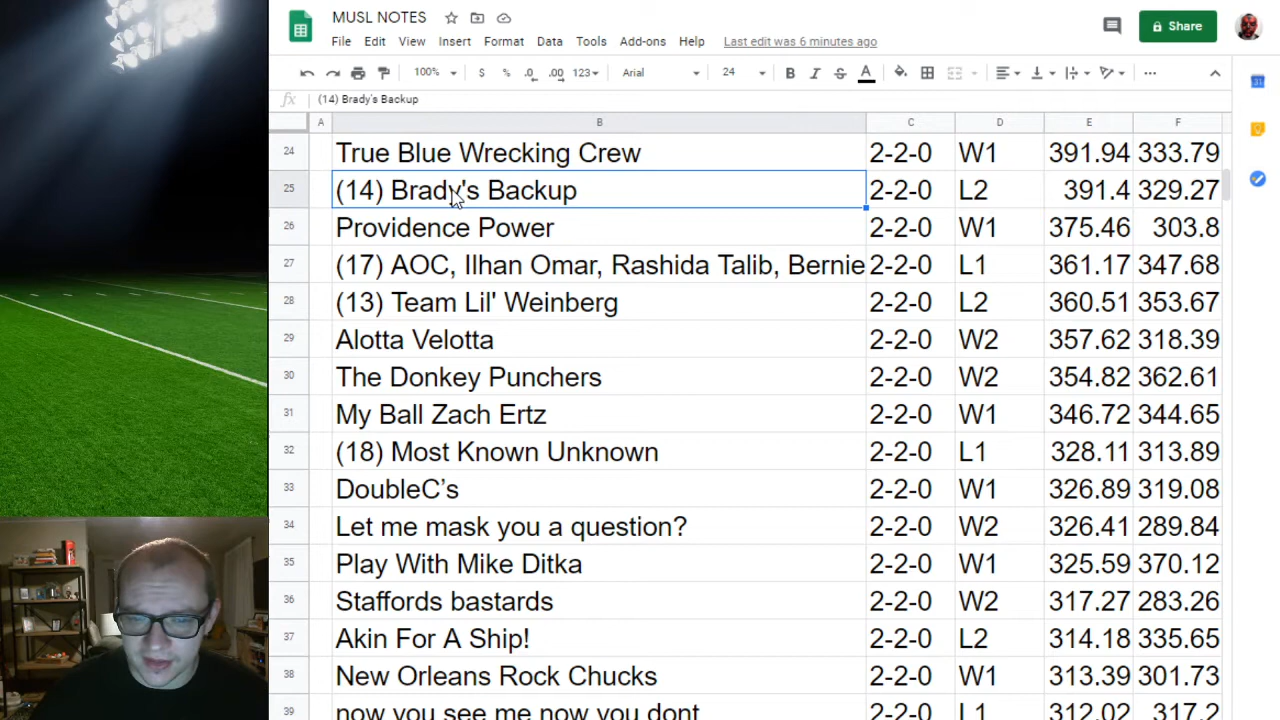 MUSL NOTES
File Edit View Insert Format Data Tools Add-ons Help Last edit was 6 minutes ago
Share
100% $ % .0 .00 123 Arial 24 B I S A
fx (14) Brady's Backup
A B C D E F
24 True Blue Wrecking Crew 2-2-0 W1 391.94 333.79
25 (14) Brady's Backup 2-2-0 L2 391.4 329.27
26 Providence Power 2-2-0 W1 375.46 303.8
27 (17) AOC, Ilhan Omar, Rashida Talib, Bernie 2-2-0 L1 361.17 347.68
28 (13) Team Lil' Weinberg 2-2-0 L2 360.51 353.67
29 Alotta Velotta 2-2-0 W2 357.62 318.39
30 The Donkey Punchers 2-2-0 W2 354.82 362.61
31 My Ball Zach Ertz 2-2-0 W1 346.72 344.65
32 (18) Most Known Unknown 2-2-0 L1 328.11 313.89
33 DoubleC’s 2-2-0 W1 326.89 319.08
34 Let me mask you a question? 2-2-0 W2 326.41 289.84
35 Play With Mike Ditka 2-2-0 W1 325.59 370.12
36 Staffords bastards 2-2-0 W2 317.27 283.26
37 Akin For A Ship! 2-2-0 L2 314.18 335.65
38 New Orleans Rock Chucks 2-2-0 W1 313.39 301.73
39 now you see me now you dont 2-2-0 L1 312.02 317.2